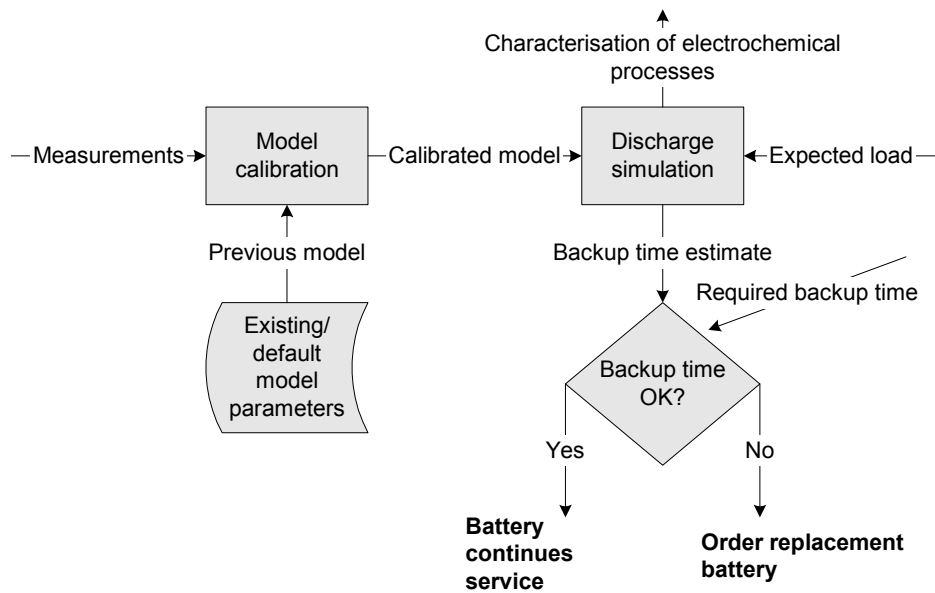 Characterisation of electrochemical
processes
Measurements
Model
calibration
Calibrated model
Discharge
simulation
Expected load
Previous model
Backup time estimate
Required backup time
Existing/
default
model
parameters
Backup time
OK?
Yes
No
Battery
continues
service
Order replacement
battery